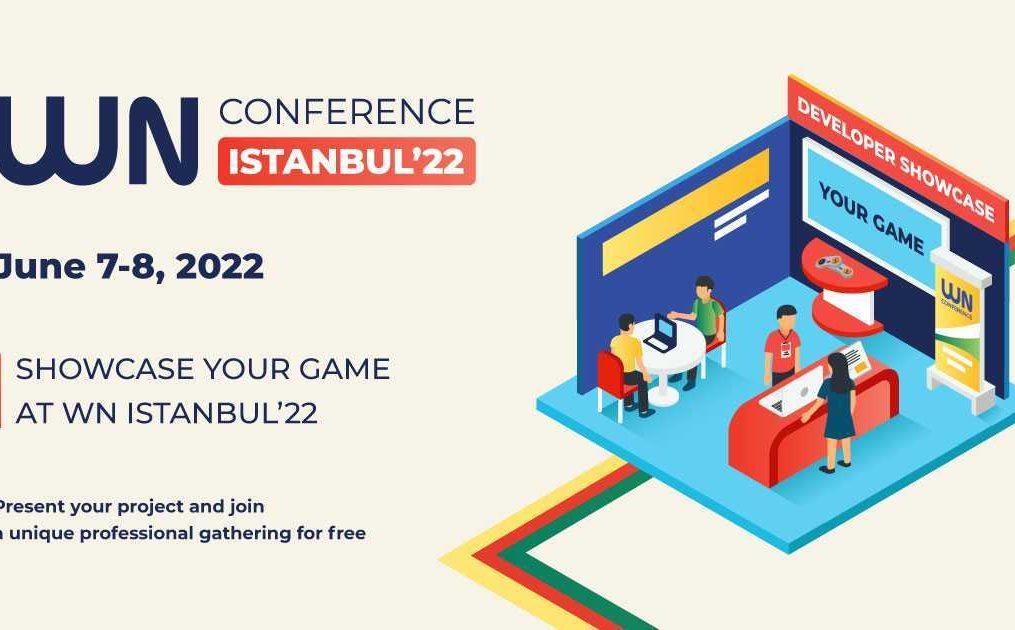 WN CONFERENCE
ISTANBUL’22
June 7-8, 2022
SHOWCASE YOUR GAME
AT WN ISTANBUL’22
Present your project and join
unique professional gathering for free
DEVELOPER SHOWCASE
YOUR GAME
WN
CONFERENCE